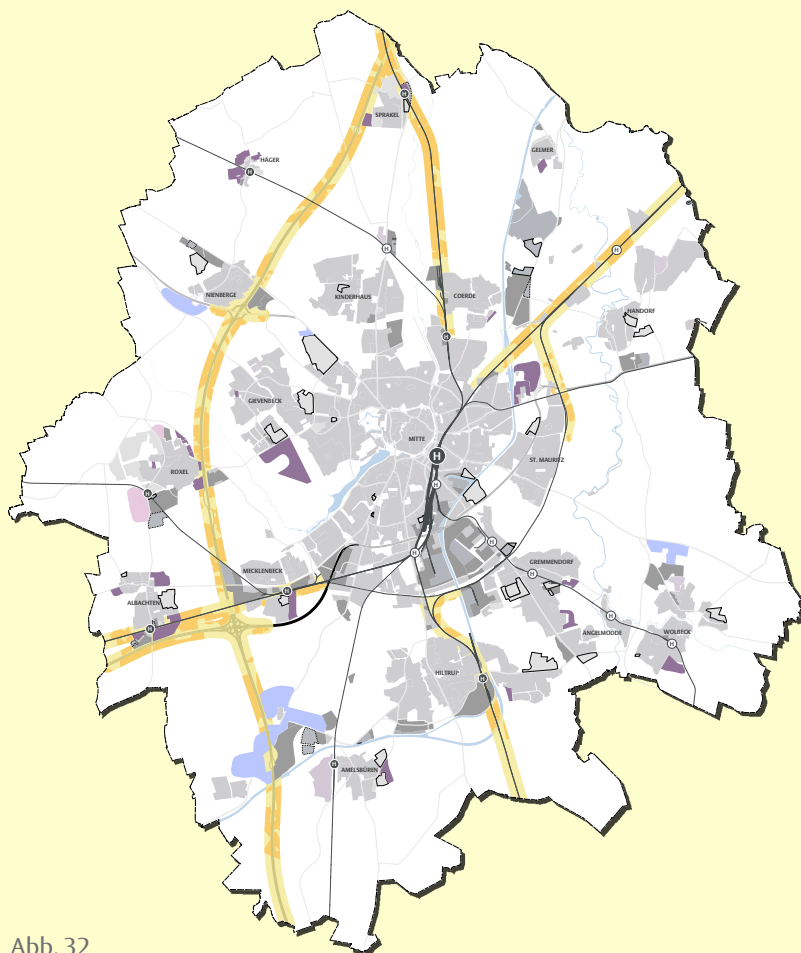 SPRAKEL
H
GELMER
HÄGER
H
H
H
NIENBERGE
KINDERHAUS
COERDE
HANDORF
H
GIEVENBECK
MITTE
H
ST. MAURITZ
ROXEL
H
H
H
H
GREMMENDORF
MECKLENBECK
H
H
ALBACHTEN
H
H
ANGELMODDE
WOLBECK
H
HILTRUP
H
H
AMELSBÜREN
Abb. 32